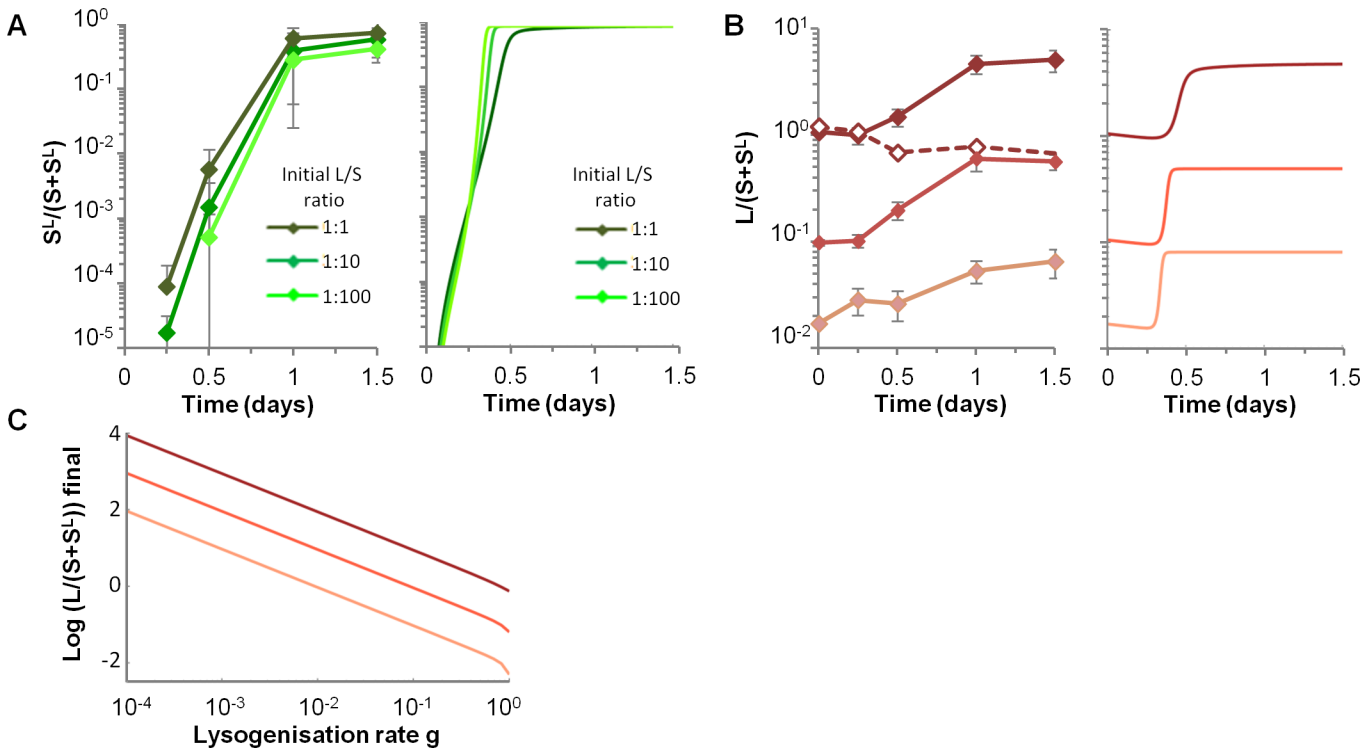 A
S^L/(S+S^L)
10^0
10^-1
10^-2
10^-3
10^-4
10^-5
Initial L/S
ratio
1:1
1:10
1:100
0 0.5 1 1.5
Time (days)
Initial L/S
ratio
1:1
1:10
1:100
0 0.5 1 1.5
Time (days)
B
L/(S+S^L)
10^1
10^0
10^-1
10^-2
0 0.5 1 1.5
Time (days)
0 0.5 1 1.5
Time (days)
C
Log (L/(S+S^L)) final
4
2
0
-2
10^-4 10^-3 10^-2 10^-1 10^0
Lysogenisation rate g